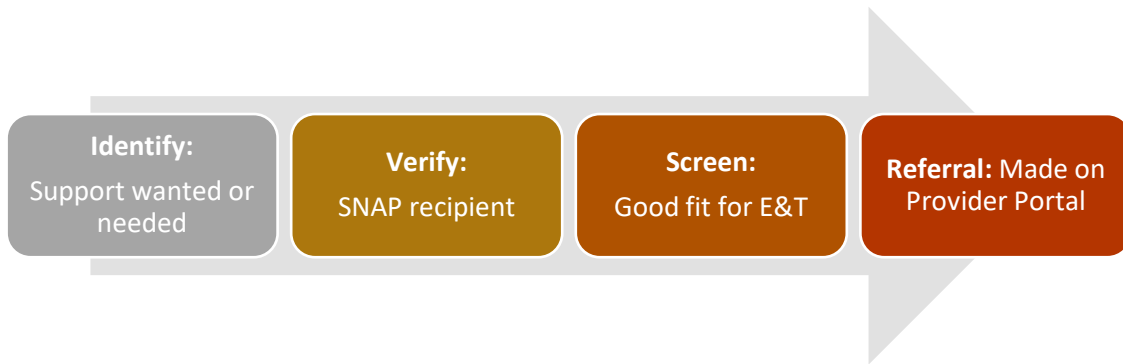 Identify:
Support wanted or
needed
Verify:
SNAP recipient
Screen:
Good fit for E&T
Referral: Made on
Provider Portal